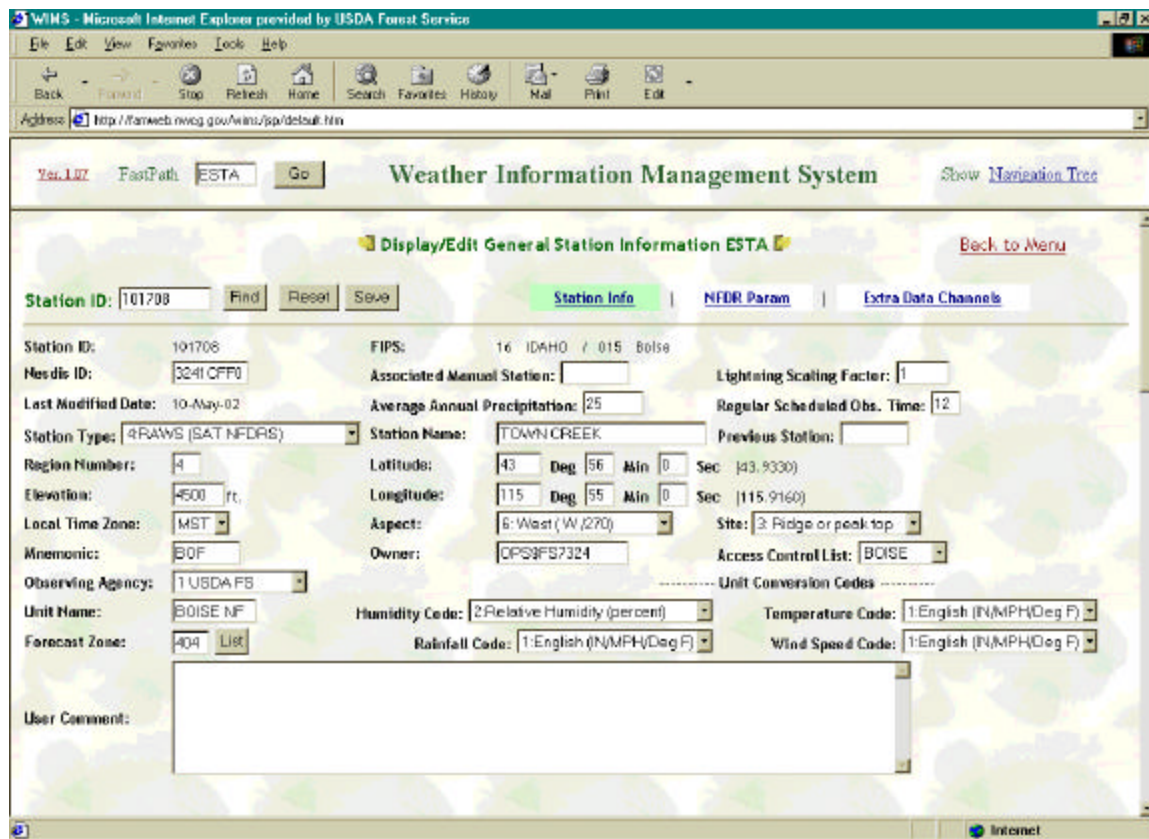 WIMS - Microsoft Internet Explorer provided by USDA Forest Service
File Edit View Favorites Tools Help
Back Forward Stop Refresh Home Search Favorites History Mail Print Edit
Address http://famweb.nwcg.gov/wims/jsp/default.htm
Ver. 1.07 FastPath ESTA Go Weather Information Management System Show Navigation Tree
Display/Edit General Station Information ESTA Back to Menu
Station ID: 101708 Find Reset Save Station Info | NFDR Param | Extra Data Channels
Station ID: 101708 FIPS: 16 IDAHO / 015 Boise
Nesdis ID: 3241CFF0 Associated Manual Station: Lightning Scaling Factor: 1
Last Modified Date: 10-May-02 Average Annual Precipitation: 25 Regular Scheduled Obs. Time: 12
Station Type: 4:RAWS (SAT NFDRS) Station Name: TOWN CREEK Previous Station:
Region Number: 4 Latitude: 43 Deg 56 Min 0 Sec (43.9330)
Elevation: 4500 ft. Longitude: 115 Deg 55 Min 0 Sec (115.9160)
Local Time Zone: MST Aspect: 6: West ( W /270) Site: 3: Ridge or peak top
Mnemonic: BOF Owner: OPS$FS7324 Access Control List: BOISE
Observing Agency: 1 USDA FS ---------- Unit Conversion Codes ----------
Unit Name: BOISE NF Humidity Code: 2:Relative Humidity (percent) Temperature Code: 1:English (IN/MPH/Deg F)
Forecast Zone: 404 List Rainfall Code: 1:English (IN/MPH/Deg F) Wind Speed Code: 1:English (IN/MPH/Deg F)
User Comment:
Internet